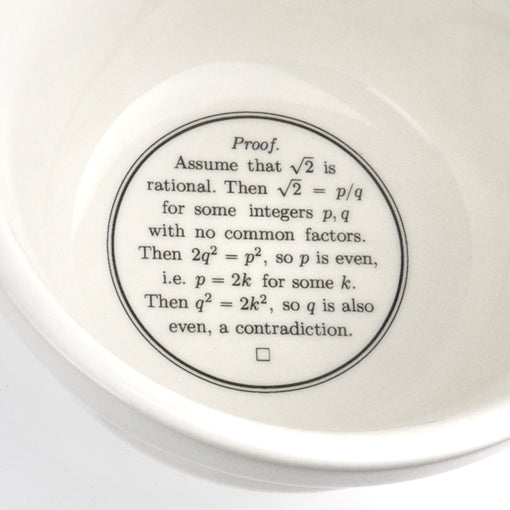 Proof.
Assume that √2 is
rational. Then √2 = p/q
for some integers p, q
with no common factors.
Then 2q² = p², so p is even,
i.e. p = 2k for some k.
Then q² = 2k², so q is also
even, a contradiction.
□